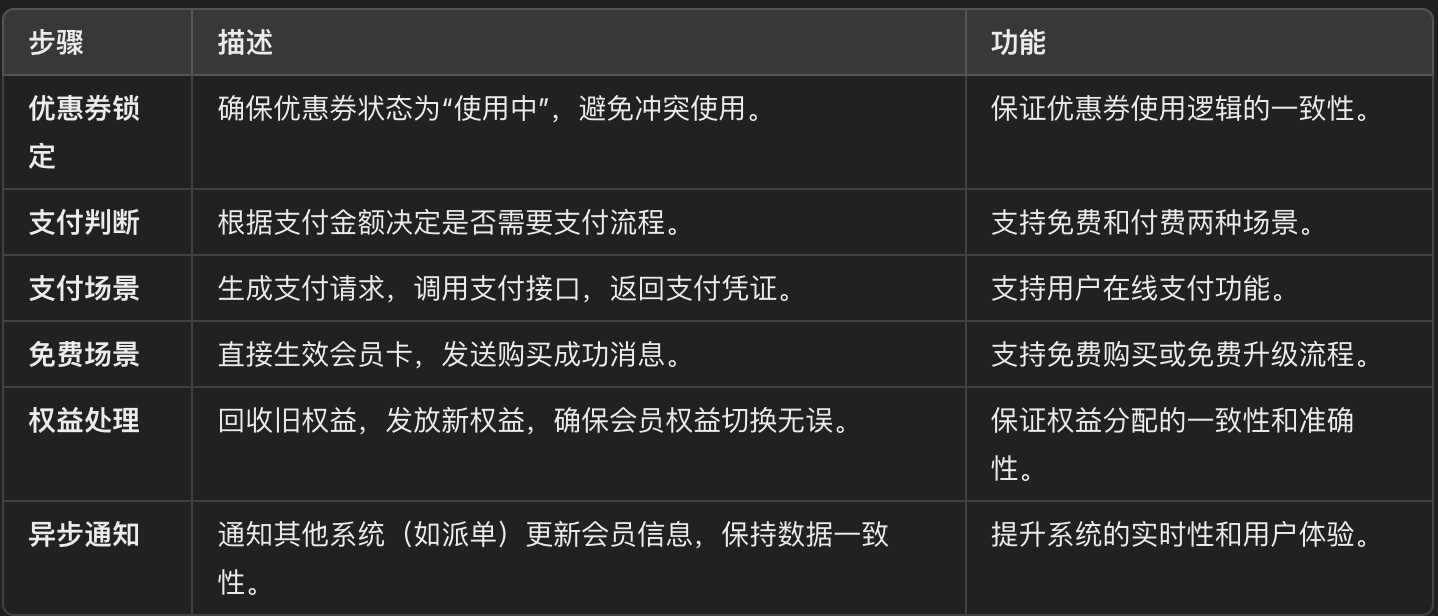 步骤 描述 功能
优惠券锁 确保优惠券状态为“使用中”，避免冲突使用。 保证优惠券使用逻辑的一致性。
定
支付判断 根据支付金额决定是否需要支付流程。 支持免费和付费两种场景。
支付场景 生成支付请求，调用支付接口，返回支付凭证。 支持用户在线支付功能。
免费场景 直接生效会员卡，发送购买成功消息。 支持免费购买或免费升级流程。
权益处理 回收旧权益，发放新权益，确保会员权益切换无误。 保证权益分配的一致性和准确
性。
异步通知 通知其他系统（如派单）更新会员信息，保持数据一致 提升系统的实时性和用户体验。
性。